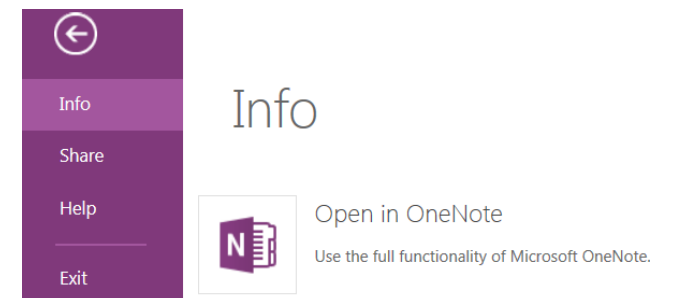 Info
Share
Help
Exit
Info
N
Open in OneNote
Use the full functionality of Microsoft OneNote.